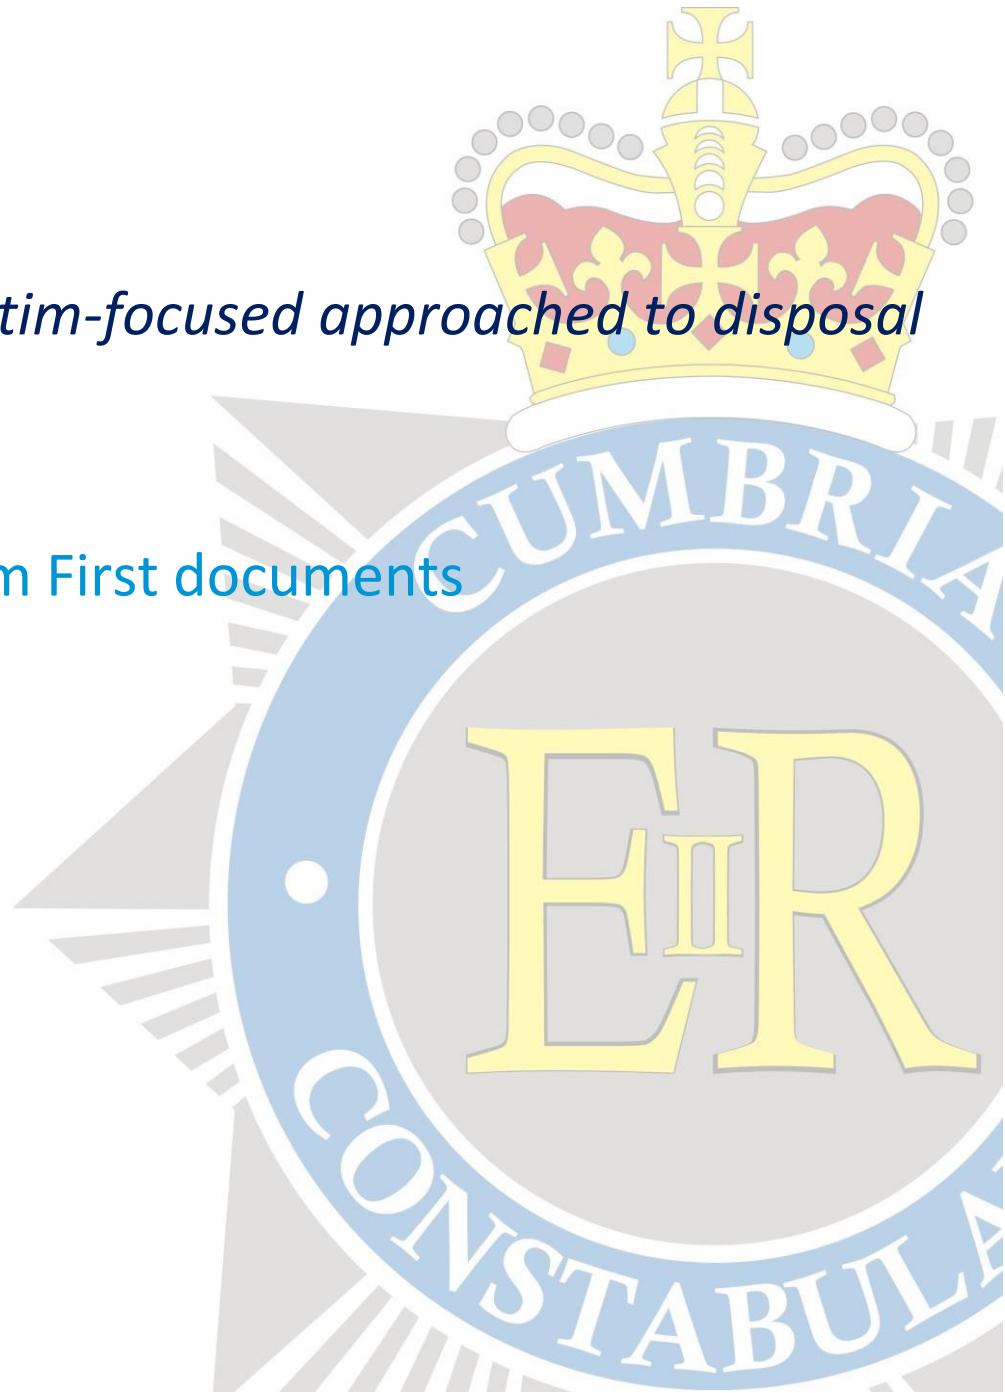 tim-focused approached to disposal
m First documents
CUMBRIA
EIIR
CONSTABULA